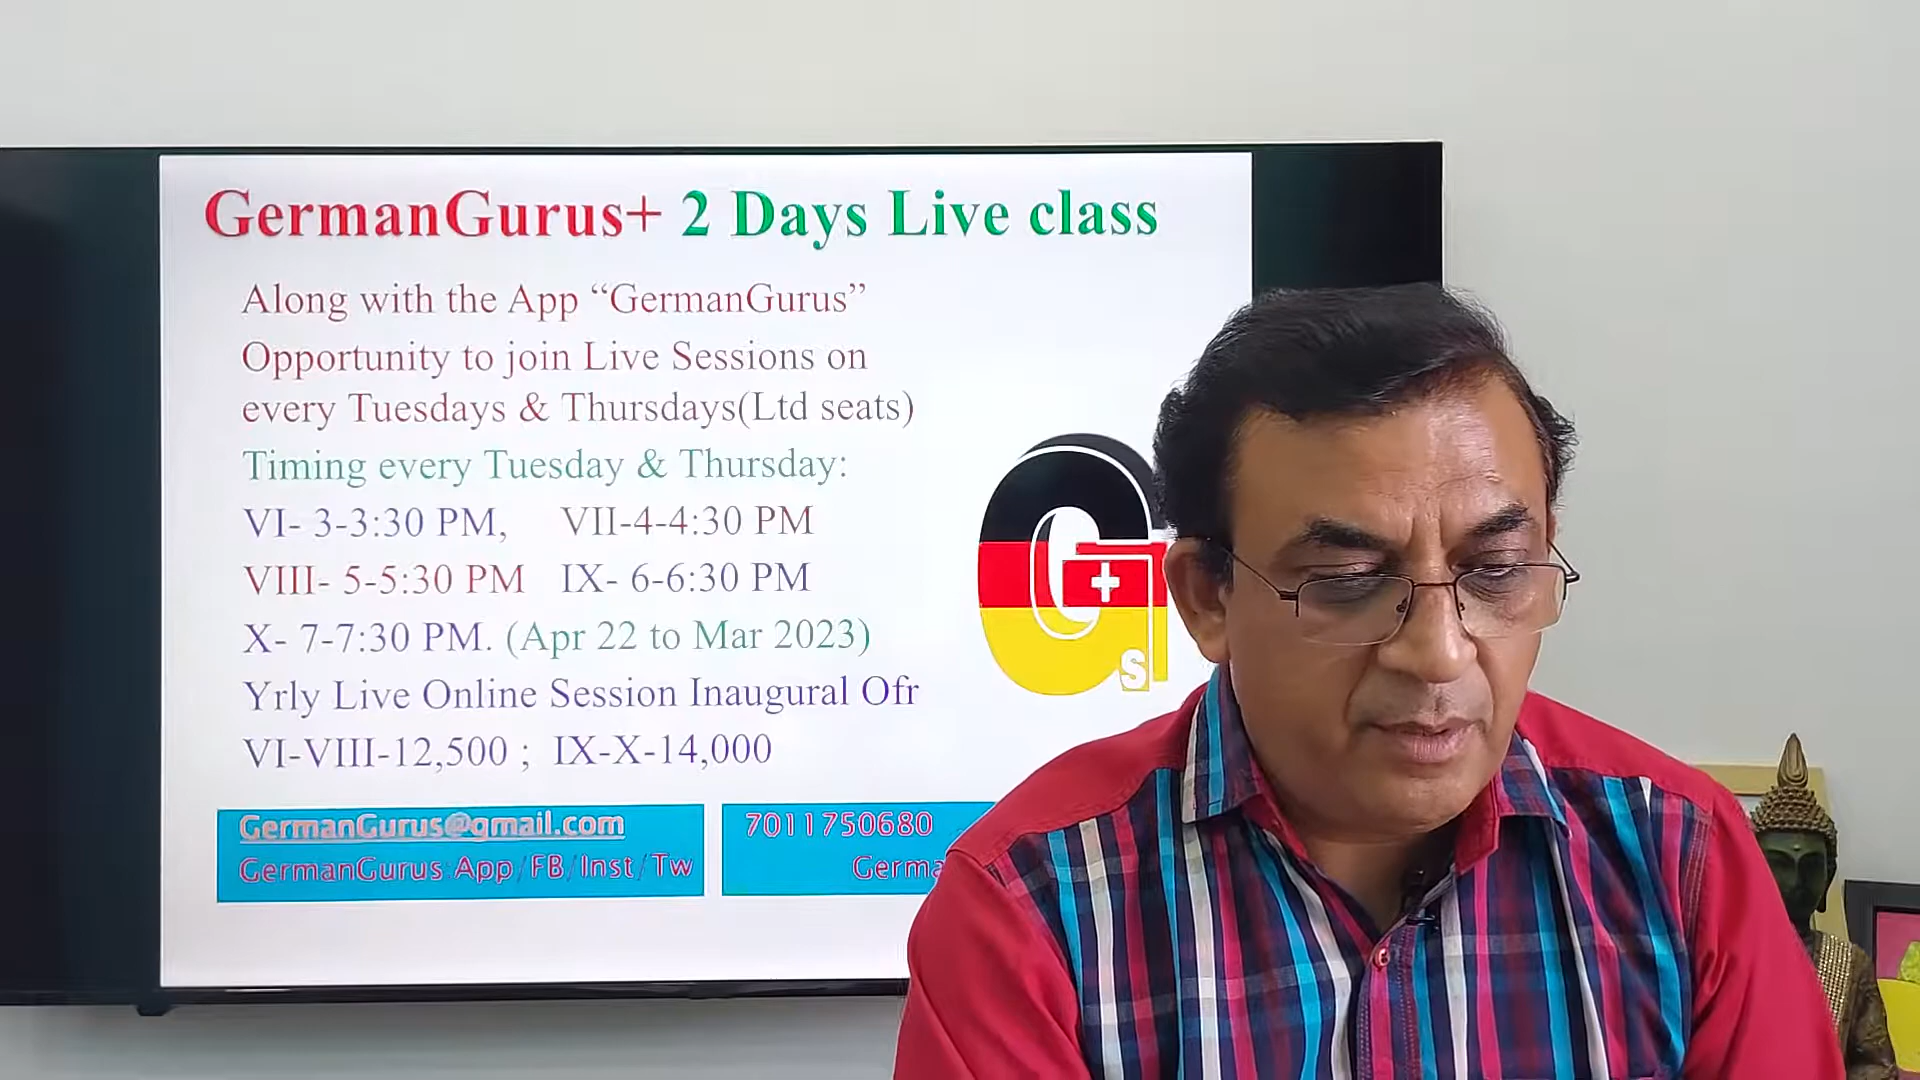 GermanGurus+ 2 Days Live class
Along with the App “GermanGurus”
Opportunity to join Live Sessions on
every Tuesdays & Thursdays(Ltd seats)
Timing every Tuesday & Thursday:
VI- 3-3:30 PM, VII-4-4:30 PM
VIII- 5-5:30 PM IX- 6-6:30 PM
X- 7-7:30 PM. (Apr 22 to Mar 2023)
Yrly Live Online Session Inaugural Ofr
VI-VIII-12,500 ; IX-X-14,000
GermanGurus@gmail.com
GermanGurus:App/FB/Inst/Tw
7011750680
G
s